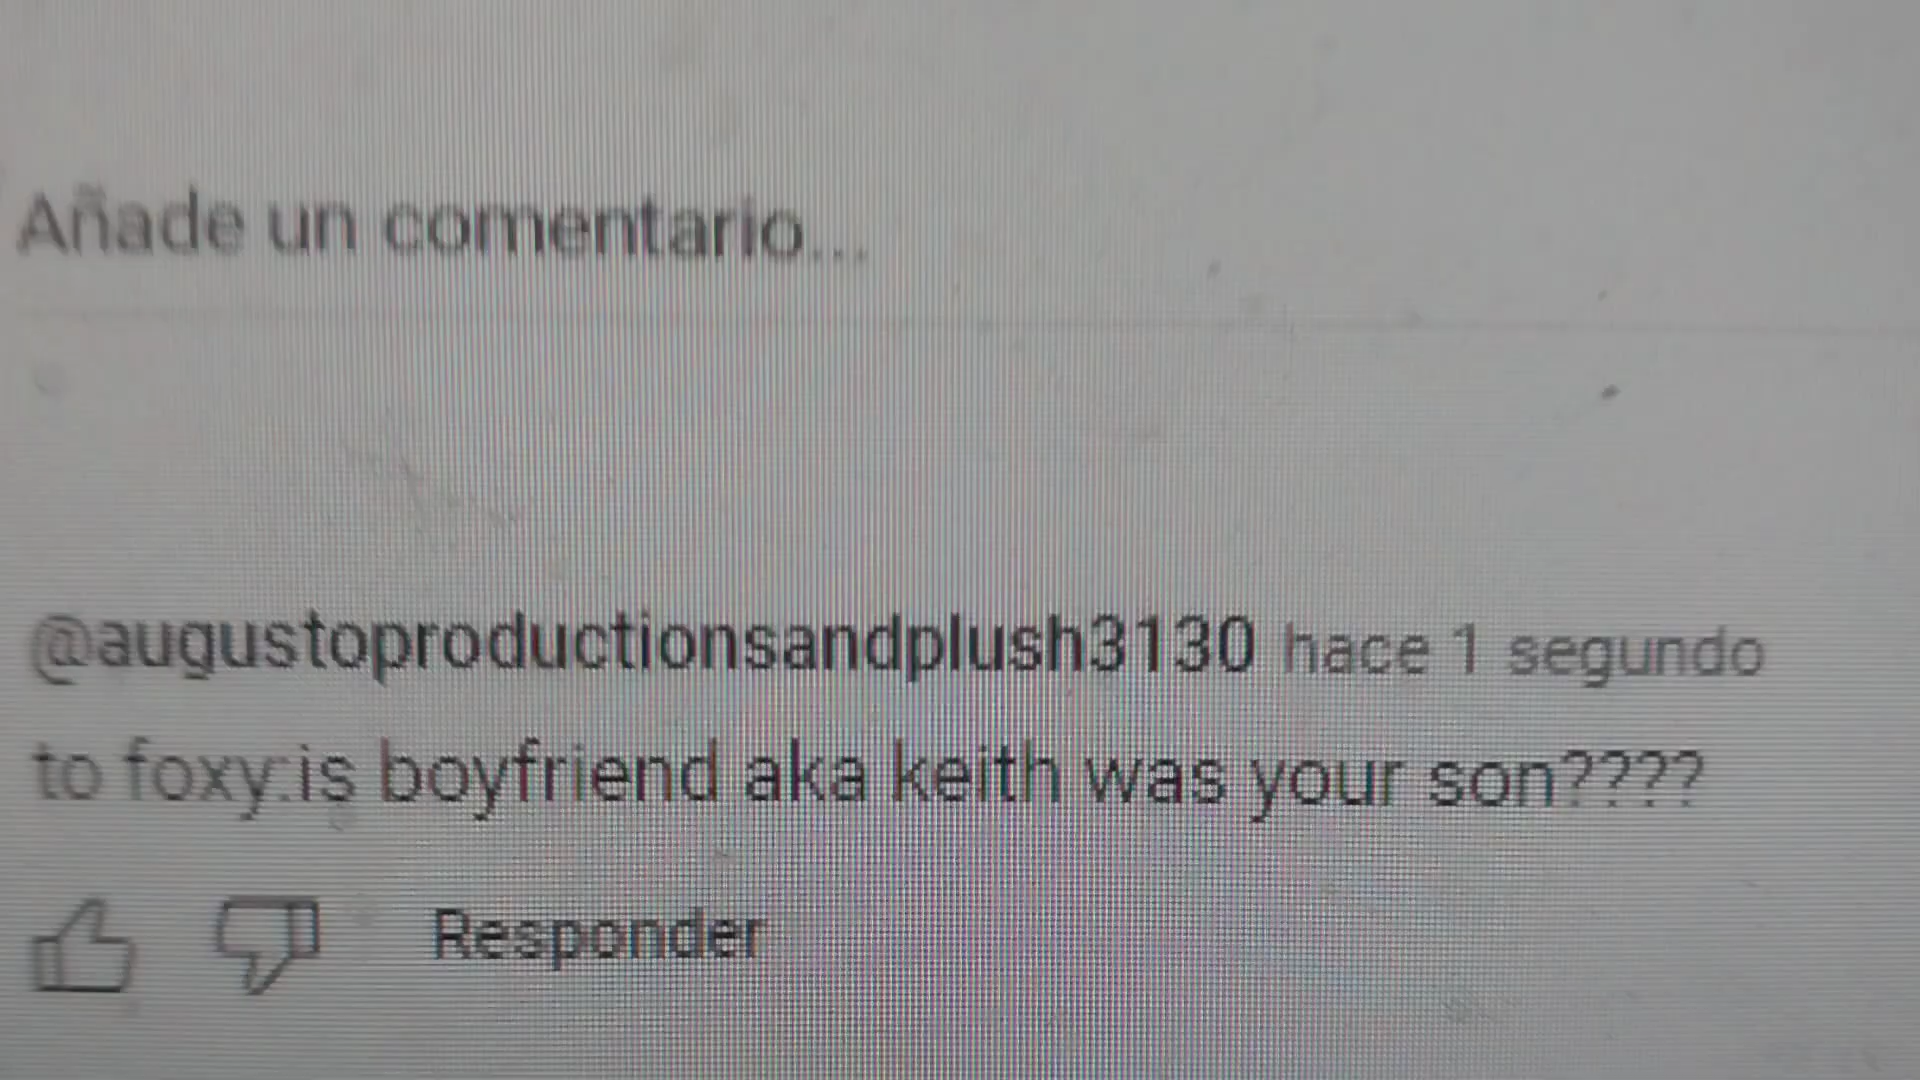 Añade un comentario...
@augustoproductionsandplush3130 hace 1 segundo
to foxy:is boyfriend aka keith was your son????
Responder